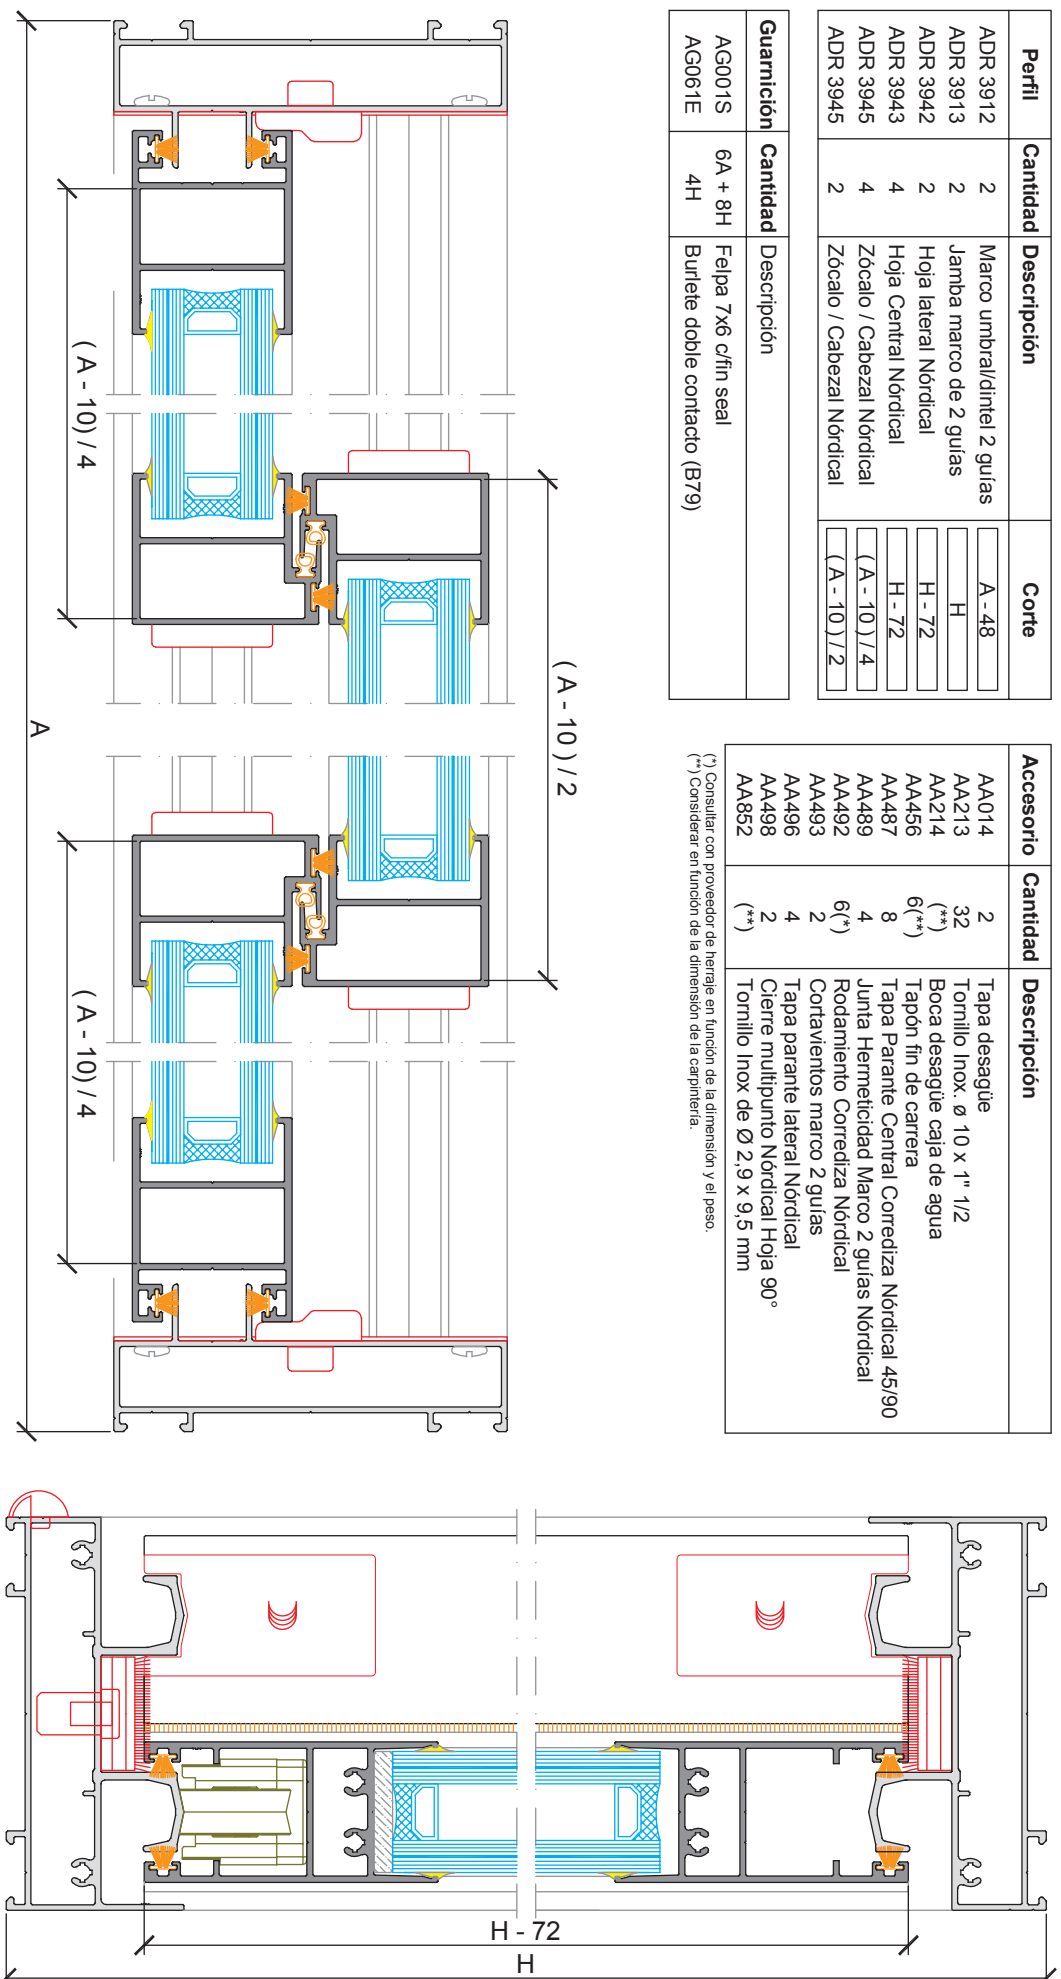 Perfil Cantidad Descripción Corte
ADR 3912 2 Marco umbral/dintel 2 guías A - 48
ADR 3913 2 Jamba marco de 2 guías H
ADR 3942 2 Hoja lateral Nórdical H - 72
ADR 3943 4 Hoja Central Nórdical H - 72
ADR 3945 4 Zócalo / Cabezal Nórdical ( A - 10 ) / 4
ADR 3945 2 Zócalo / Cabezal Nórdical ( A - 10 ) / 2
Guarnición Cantidad Descripción
AG001S 6A + 8H Felpa 7x6 c/fin seal
AG061E 4H Burlete doble contacto (B79)
Accesorio Cantidad Descripción
AA014 2 Tapa desagüe
AA213 32 Tornillo Inox. ø 10 x 1" 1/2
AA214 (**) Boca desagüe caja de agua
AA456 6(**) Tapón fin de carrera
AA487 8 Tapa Parante Central Corrediza Nórdical 45/90
AA489 4 Junta Hermeticidad Marco 2 guías Nórdical
AA492 6(*) Rodamiento Corrediza Nórdical
AA493 2 Cortavientos marco 2 guías
AA496 4 Tapa parante lateral Nórdical
AA498 2 Cierre multipunto Nórdical Hoja 90°
AA852 (**) Tornillo Inox de Ø 2,9 x 9,5 mm
(*) Consultar con proveedor de herraje en función de la dimensión y el peso.
(**) Considerar en función de la dimensión de la carpintería.
( A - 10 ) / 2
( A - 10) / 4
( A - 10) / 4
A
H - 72
H